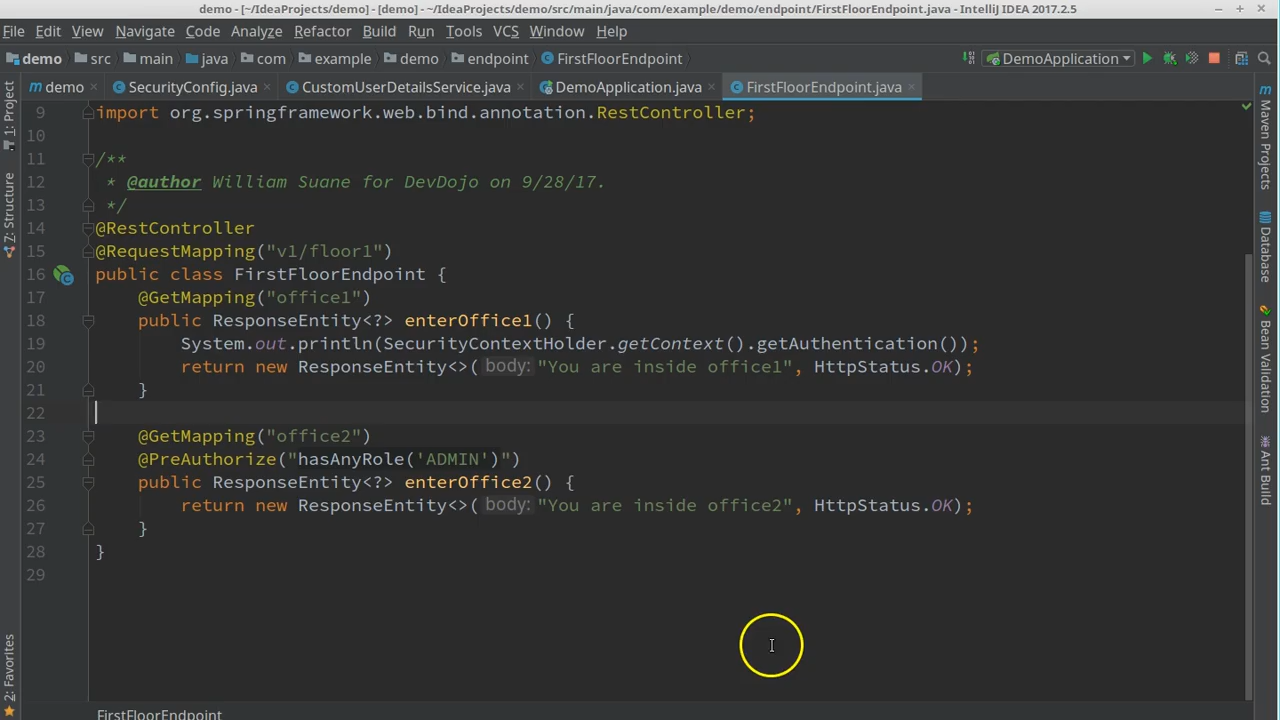 demo - [~/IdeaProjects/demo] - [demo] - ~/IdeaProjects/demo/src/main/java/com/example/demo/endpoint/FirstFloorEndpoint.java - IntelliJ IDEA 2017.2.5
File Edit View Navigate Code Analyze Refactor Build Run Tools VCS Window Help
demo src main java com example demo endpoint FirstFloorEndpoint DemoApplication
demo SecurityConfig.java CustomUserDetailsService.java DemoApplication.java FirstFloorEndpoint.java
1: Project
Z: Structure
2: Favorites
9 import org.springframework.web.bind.annotation.RestController;
10
11 /**
12 * @author William Suane for DevDojo on 9/28/17.
13 */
14 @RestController
15 @RequestMapping("v1/floor1")
16 public class FirstFloorEndpoint {
17 @GetMapping("office1")
18 public ResponseEntity<?> enterOffice1() {
19 System.out.println(SecurityContextHolder.getContext().getAuthentication());
20 return new ResponseEntity<>( body: "You are inside office1", HttpStatus.OK);
21 }
22
23 @GetMapping("office2")
24 @PreAuthorize("hasAnyRole('ADMIN')")
25 public ResponseEntity<?> enterOffice2() {
26 return new ResponseEntity<>( body: "You are inside office2", HttpStatus.OK);
27 }
28 }
29
Maven Projects
Database
Bean Validation
Ant Build
FirstFloorEndpoint